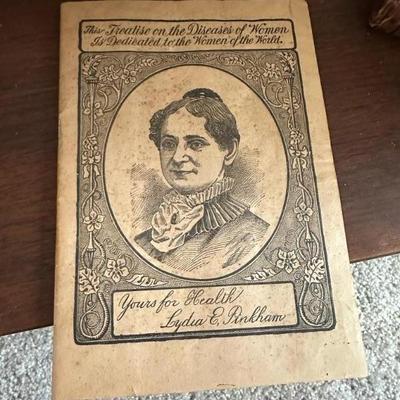 This Treatise on the Diseases of Women
Is Dedicated to the Women of the World.
Yours for Health
Lydia E. Pinkham